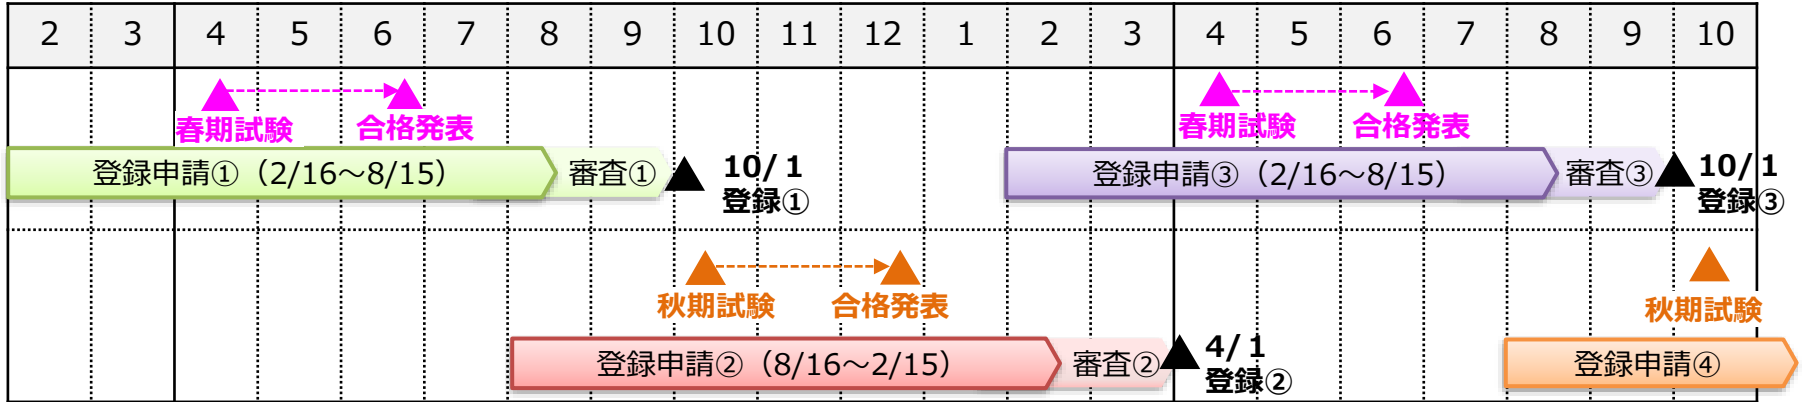 2 3 4 5 6 7 8 9 10 11 12 1 2 3 4 5 6 7 8 9 10
春期試験 合格発表 春期試験 合格発表
登録申請①（2/16～8/15） 審査① 10/1 登録③申請③（2/16～8/15） 審査③ 10/1
登録① 登録③
秋期試験 合格発表 秋期試験
登録申請②（8/16～2/15） 審査② 4/1 登録申請④
登録②